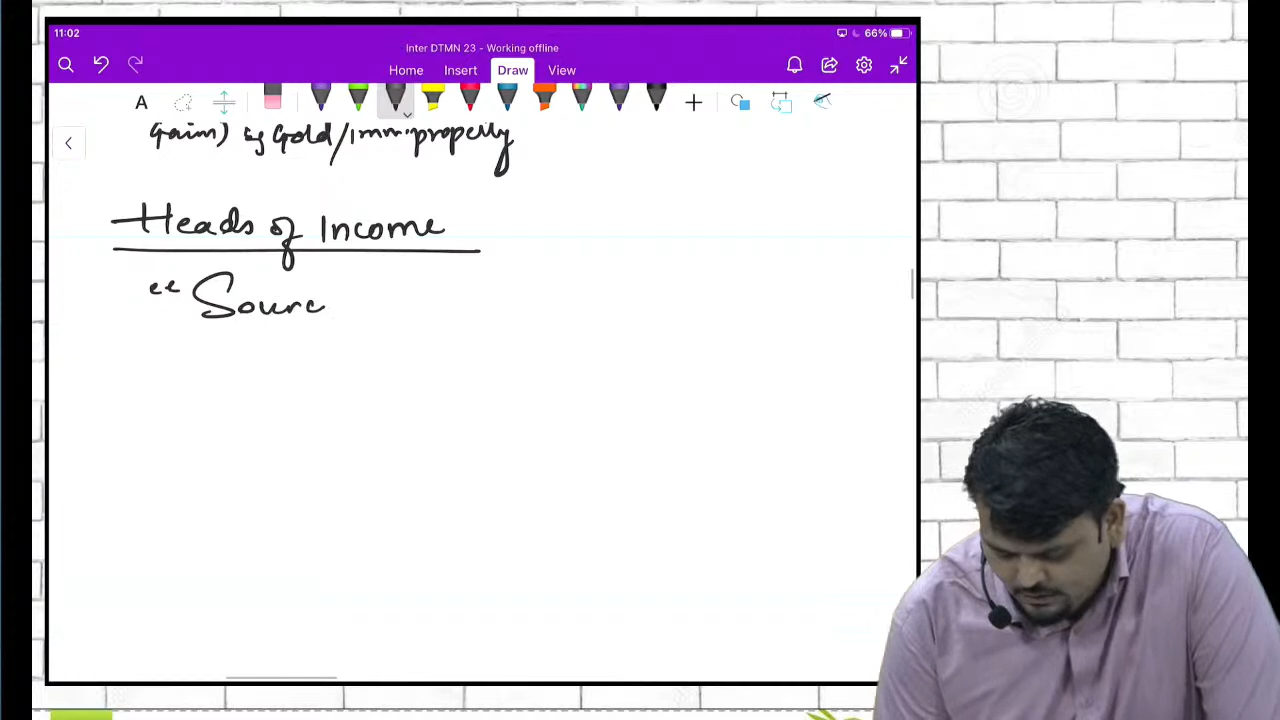 11:02
66%
Inter DTMN 23 - Working offline
Home Insert Draw View
A
Gain) of Gold/imm. property
Heads of Income
"Sourc